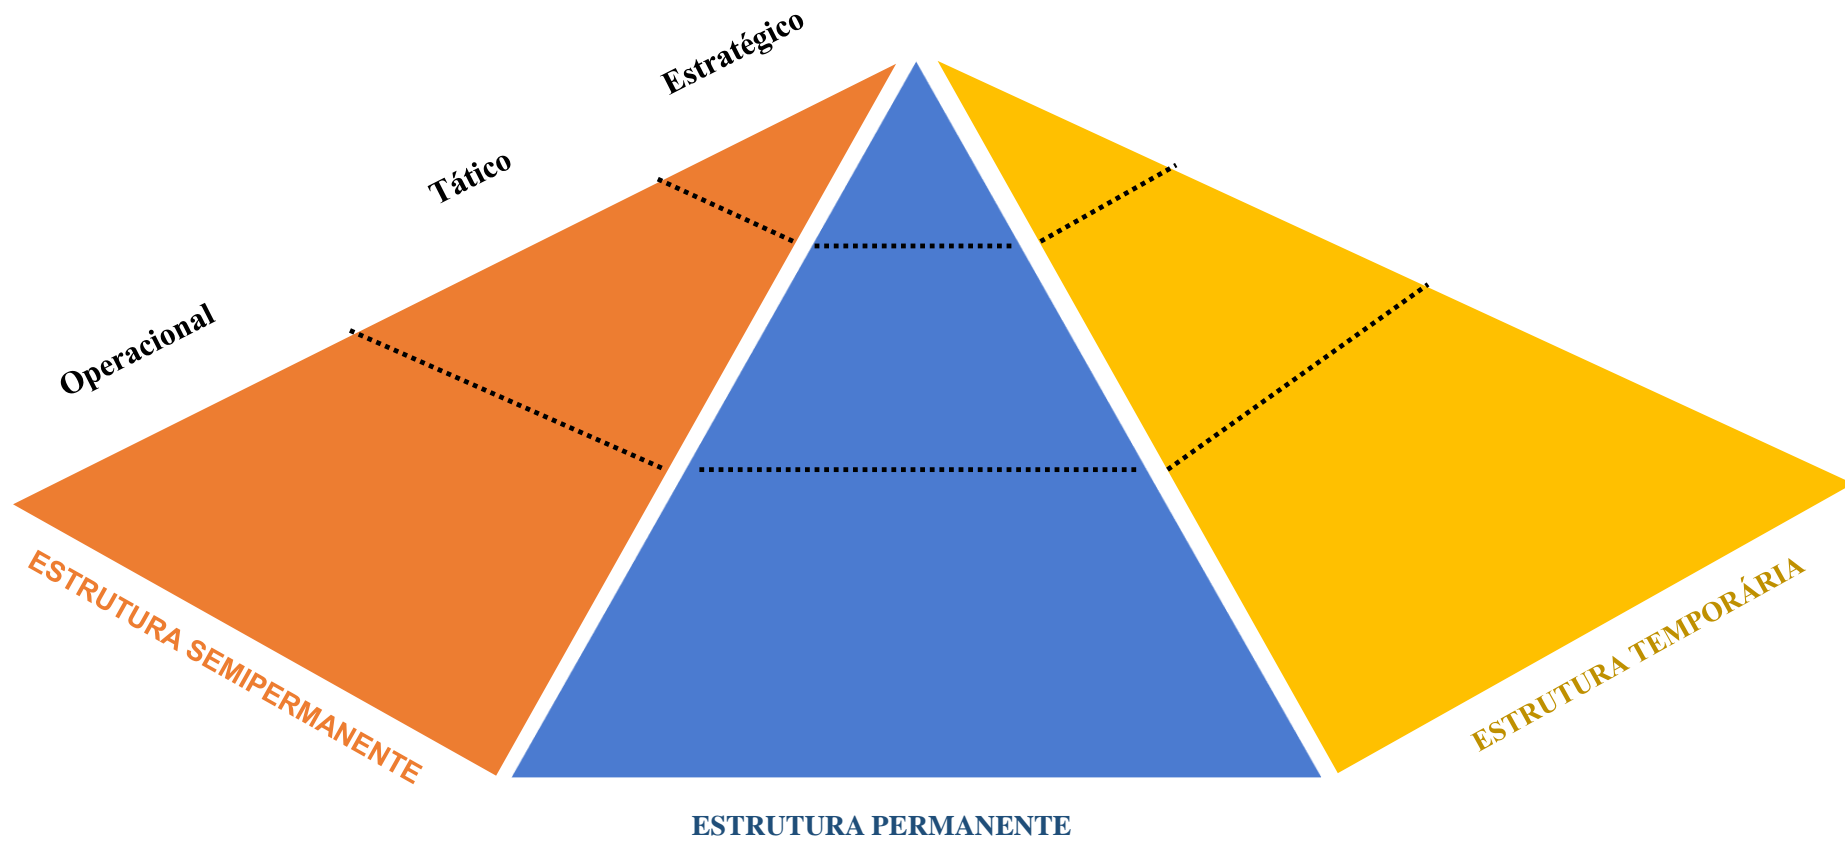 Estratégico
Tático
Operacional
ESTRUTURA SEMIPERMANENTE
ESTRUTURA TEMPORÁRIA
ESTRUTURA PERMANENTE